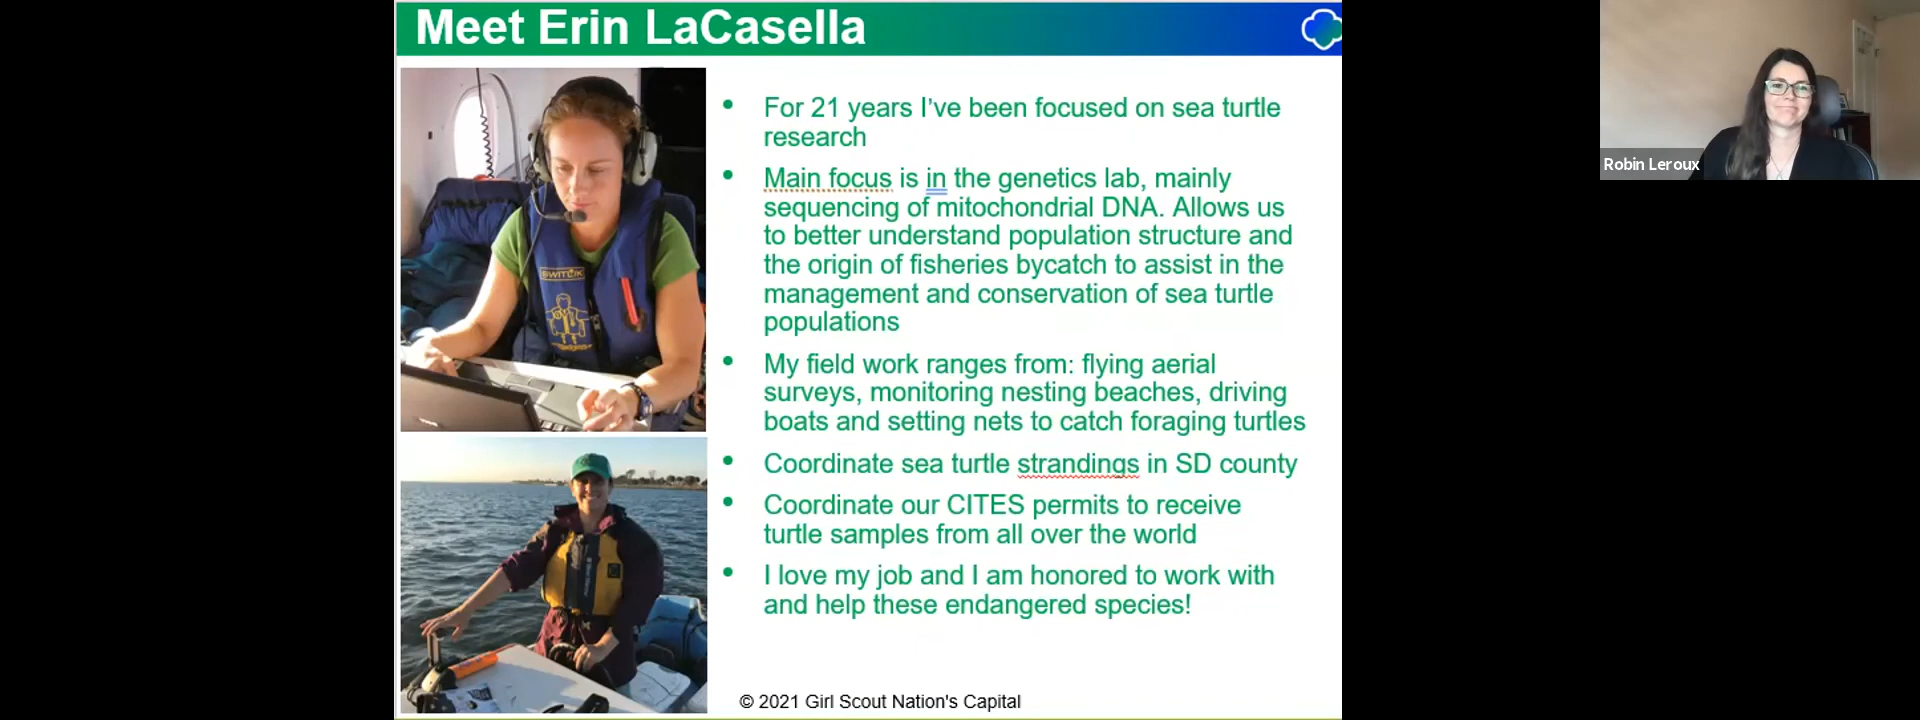 Meet Erin LaCasella
• For 21 years I've been focused on sea turtle
research
• Main focus is in the genetics lab, mainly
sequencing of mitochondrial DNA. Allows us
to better understand population structure and
the origin of fisheries bycatch to assist in the
management and conservation of sea turtle
populations
• My field work ranges from: flying aerial
surveys, monitoring nesting beaches, driving
boats and setting nets to catch foraging turtles
• Coordinate sea turtle strandings in SD county
• Coordinate our CITES permits to receive
turtle samples from all over the world
• I love my job and I am honored to work with
and help these endangered species!
© 2021 Girl Scout Nation's Capital
SWITLIK
Robin Leroux